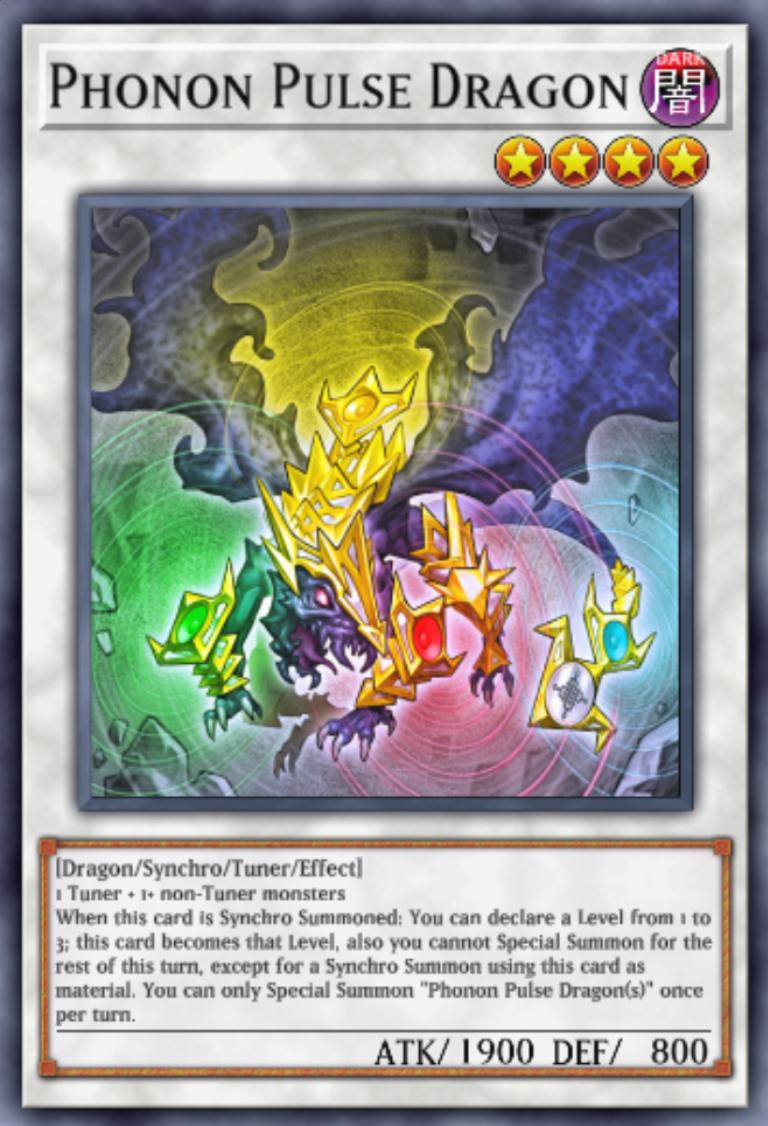 Phonon Pulse Dragon
DARK
闇
[Dragon/Synchro/Tuner/Effect]
1 Tuner + 1+ non-Tuner monsters
When this card is Synchro Summoned: You can declare a Level from 1 to
3; this card becomes that Level, also you cannot Special Summon for the
rest of this turn, except for a Synchro Summon using this card as
material. You can only Special Summon "Phonon Pulse Dragon(s)" once
per turn.
ATK/ 1900 DEF/ 800